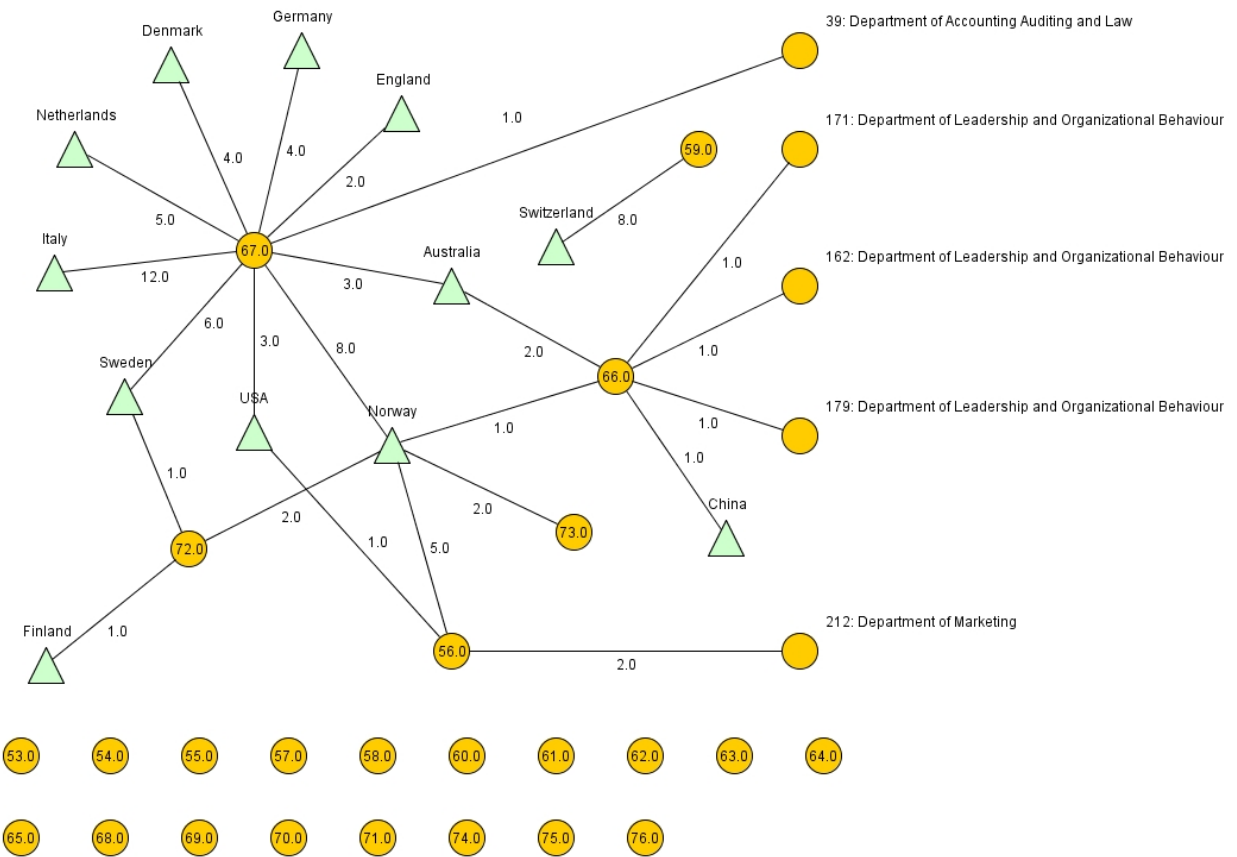 Germany
39: Department of Accounting Auditing and Law
Denmark
England
Netherlands
1.0
171: Department of Leadership and Organizational Behaviour
4.0
4.0
59.0
2.0
5.0
Switzerland
8.0
Italy
67.0
Australia
162: Department of Leadership and Organizational Behaviour
12.0
3.0
1.0
6.0
3.0
8.0
2.0
1.0
Sweden
66.0
USA
Norway
179: Department of Leadership and Organizational Behaviour
1.0
1.0
1.0
1.0
China
2.0
2.0
73.0
72.0
1.0
5.0
Finland
1.0
212: Department of Marketing
56.0
2.0
53.0 54.0 55.0 57.0 58.0 60.0 61.0 62.0 63.0 64.0
65.0 68.0 69.0 70.0 71.0 74.0 75.0 76.0